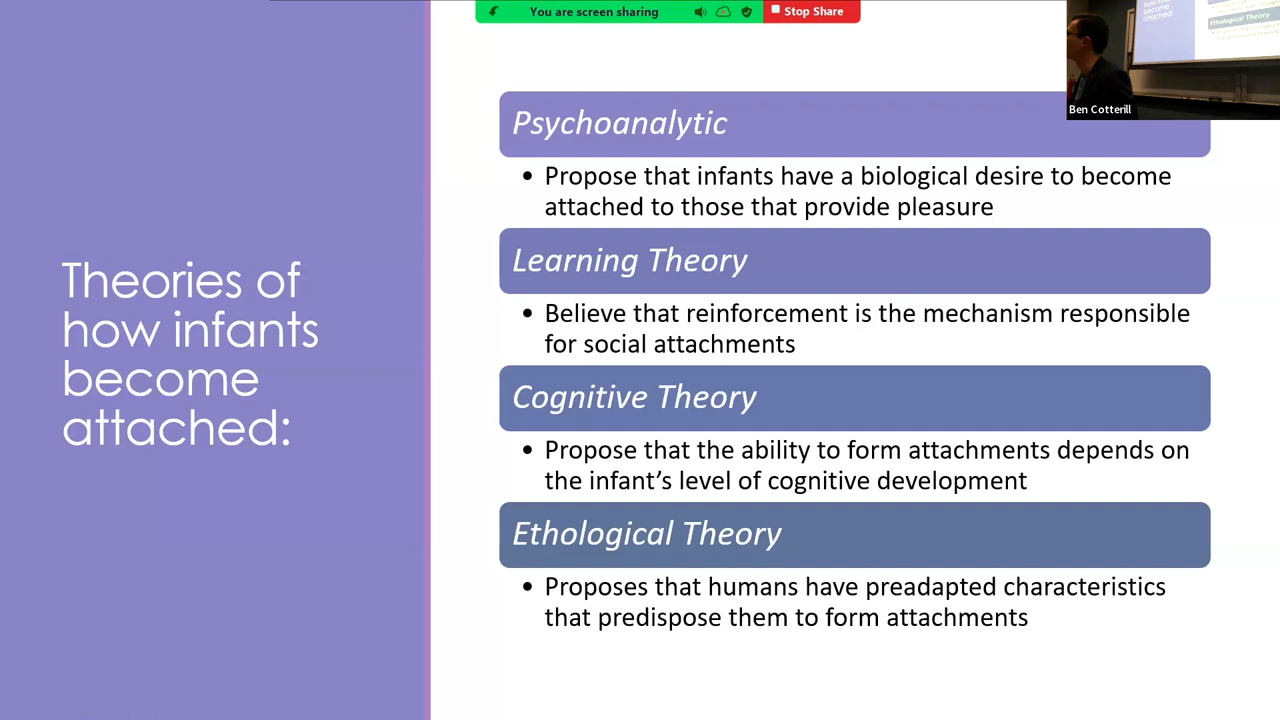 You are screen sharing
Stop Share
Ethological Theory
Ben Cotterill
Theories of
how infants
become
attached:
Psychoanalytic
• Propose that infants have a biological desire to become
attached to those that provide pleasure
Learning Theory
• Believe that reinforcement is the mechanism responsible
for social attachments
Cognitive Theory
• Propose that the ability to form attachments depends on
the infant’s level of cognitive development
Ethological Theory
• Proposes that humans have preadapted characteristics
that predispose them to form attachments